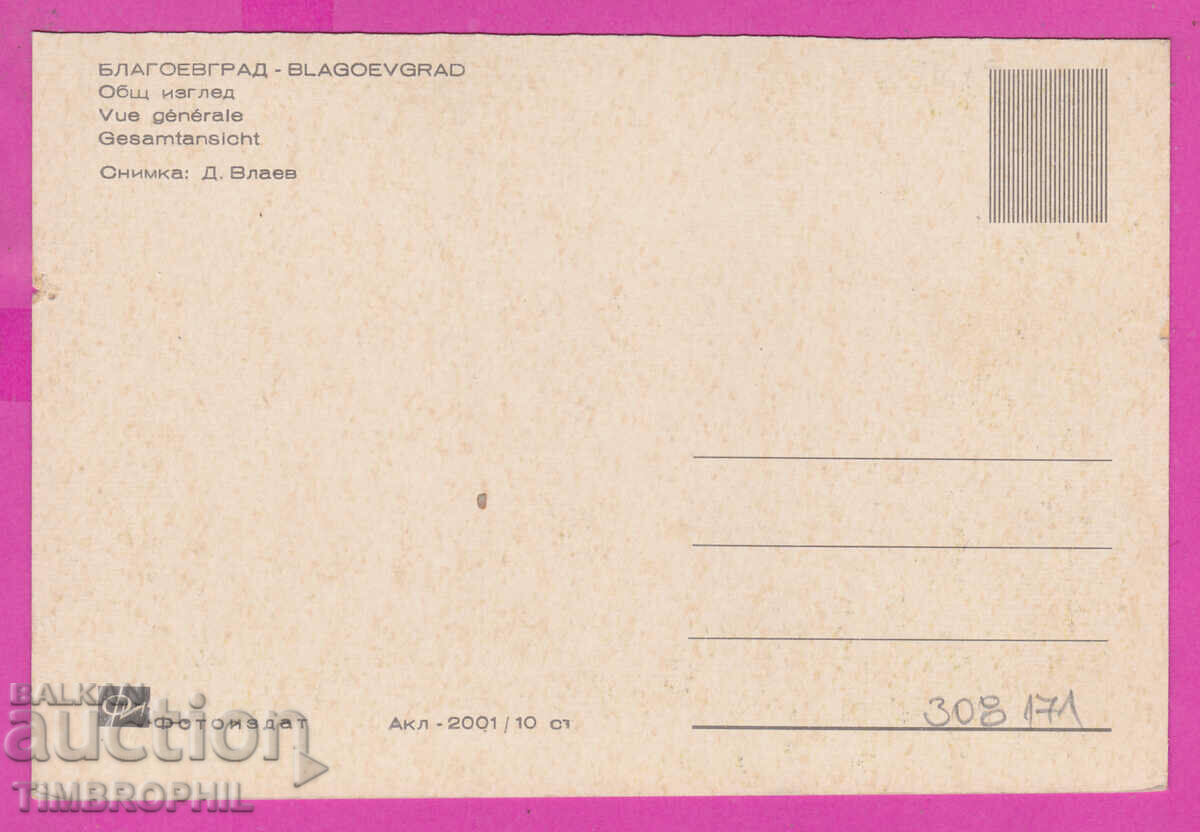 БЛАГОЕВГРАД - BLAGOEVGRAD
Общ изглед
Vue générale
Gesamtansicht
Снимка: Д. Влаев
ФИ Фотоиздат
Акл - 2001 / 10 ст
308 171
BALKAN
auction
TIMBROPHIL